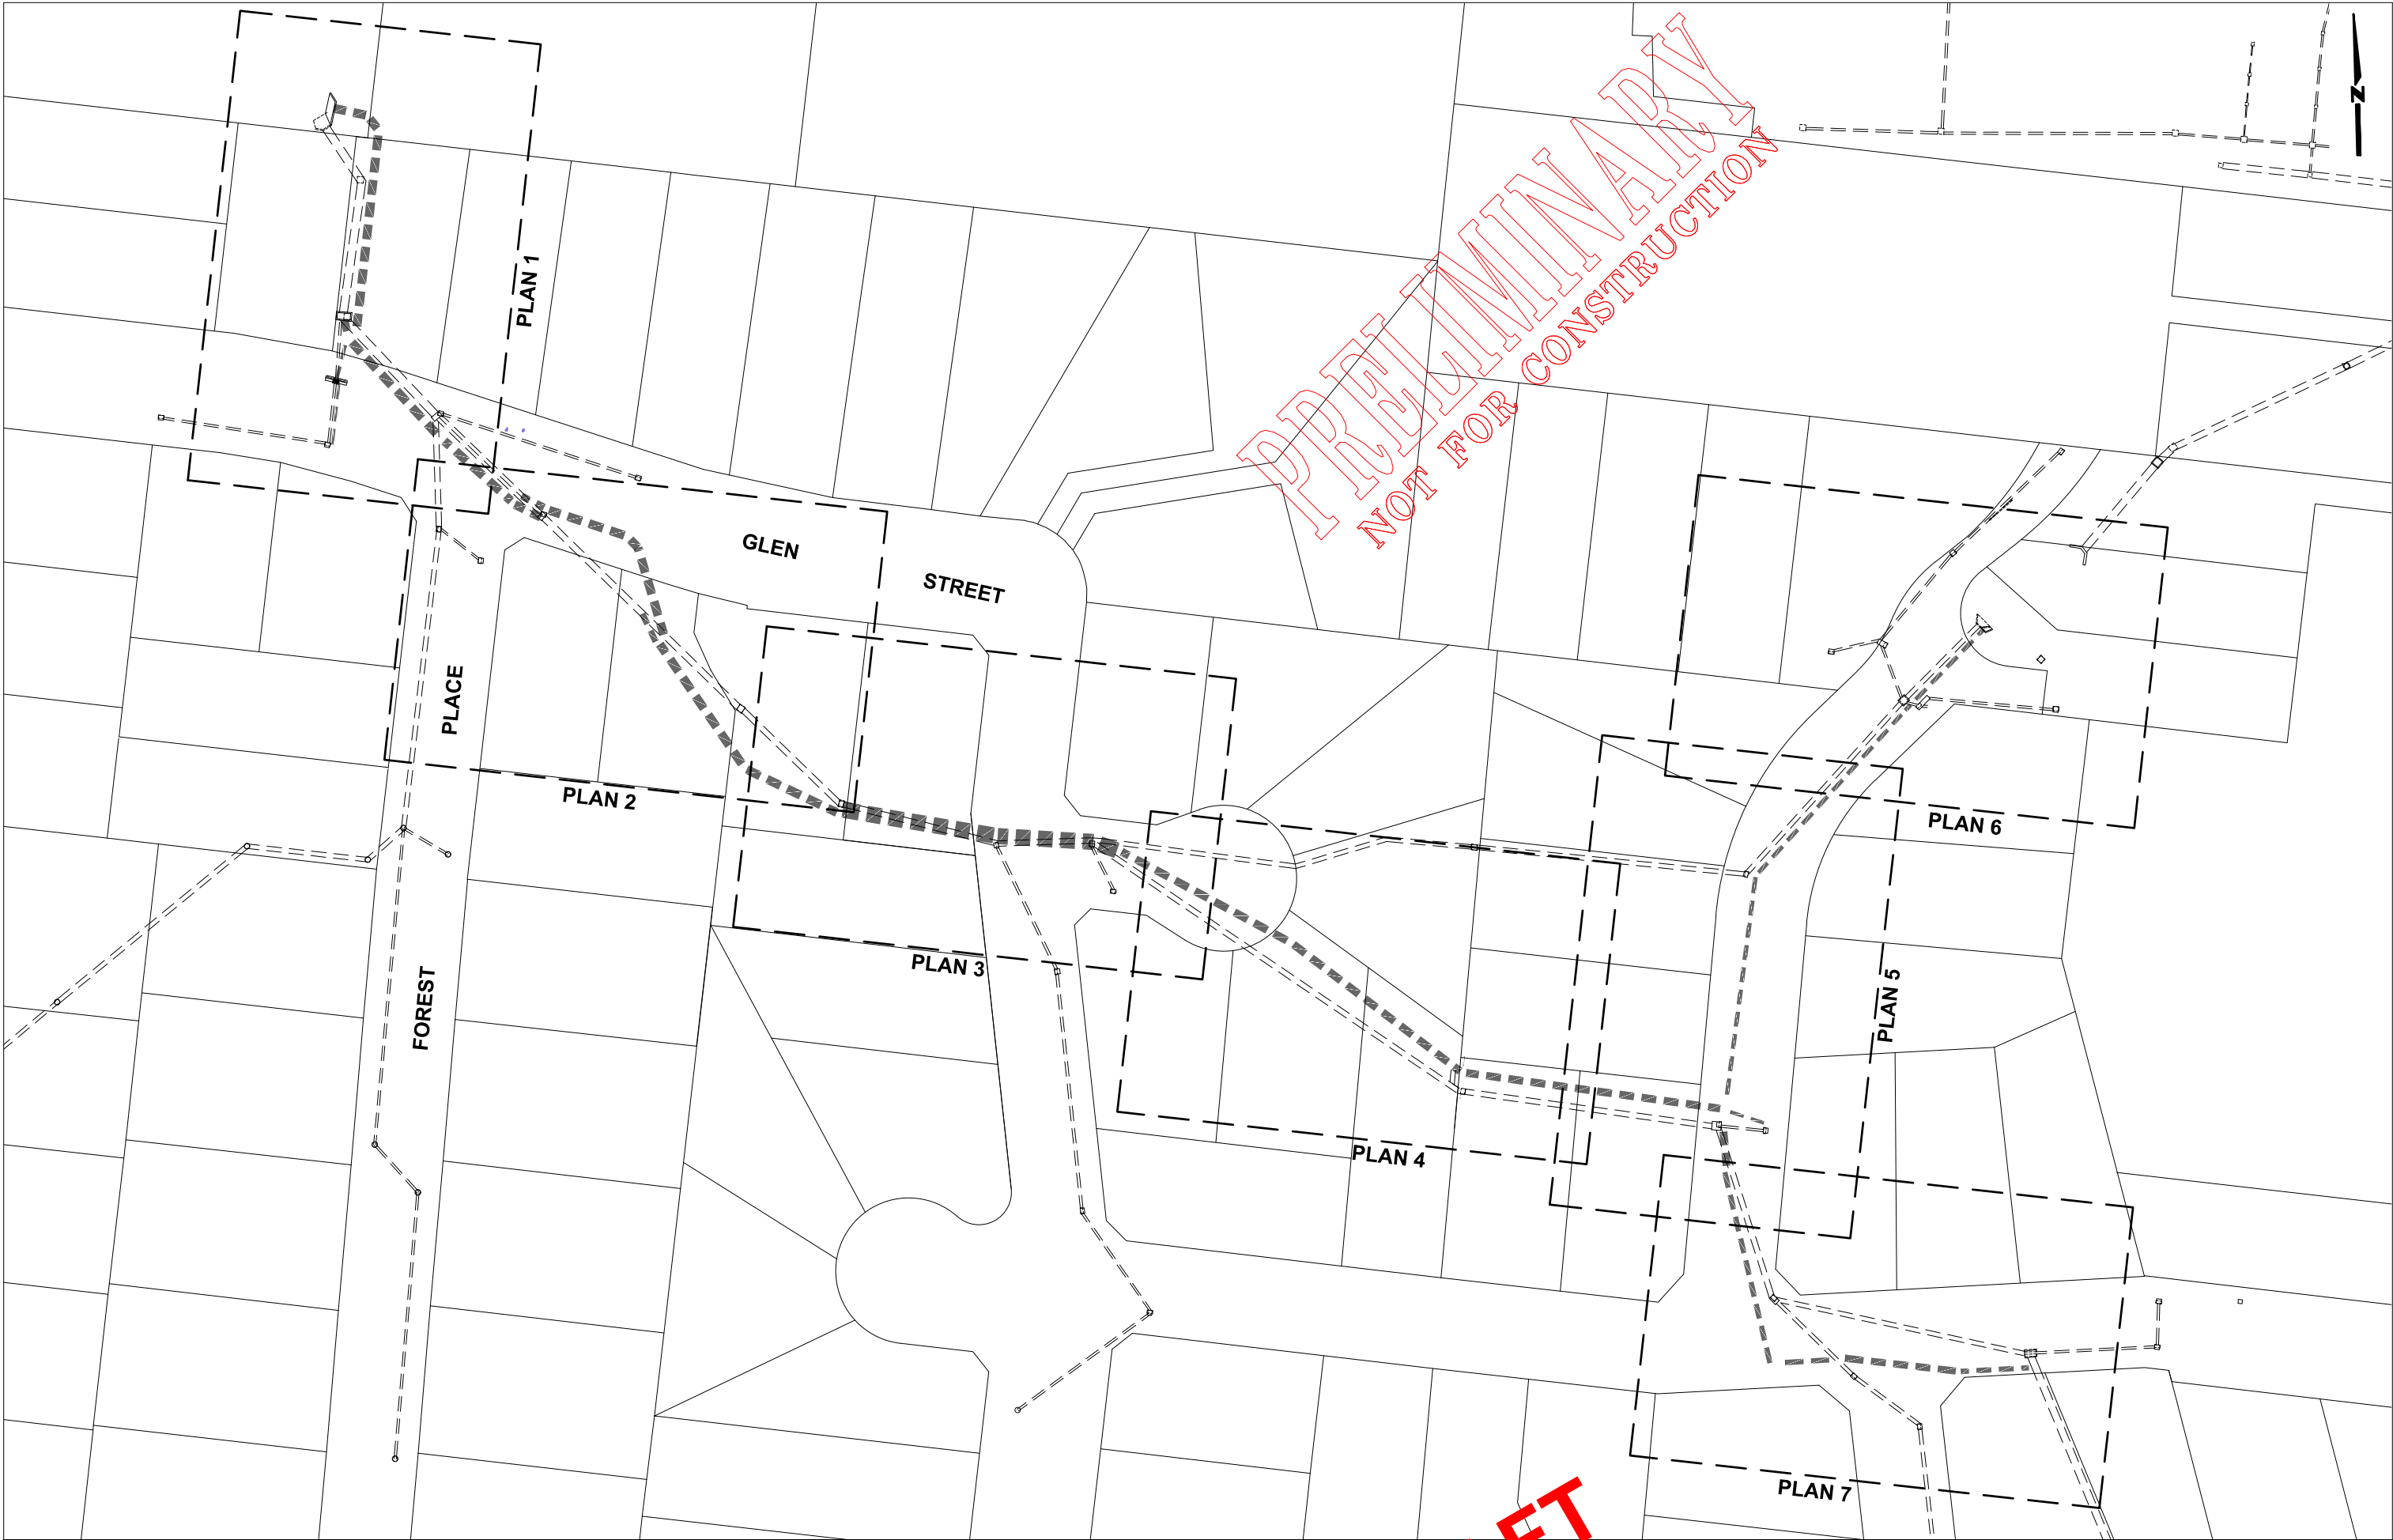 PRELIMINARY
NOT FOR CONSTRUCTION
N
PLAN 1
GLEN
STREET
PLACE
PLAN 2
PLAN 6
PLAN 3
FOREST
PLAN 5
PLAN 4
PLAN 7